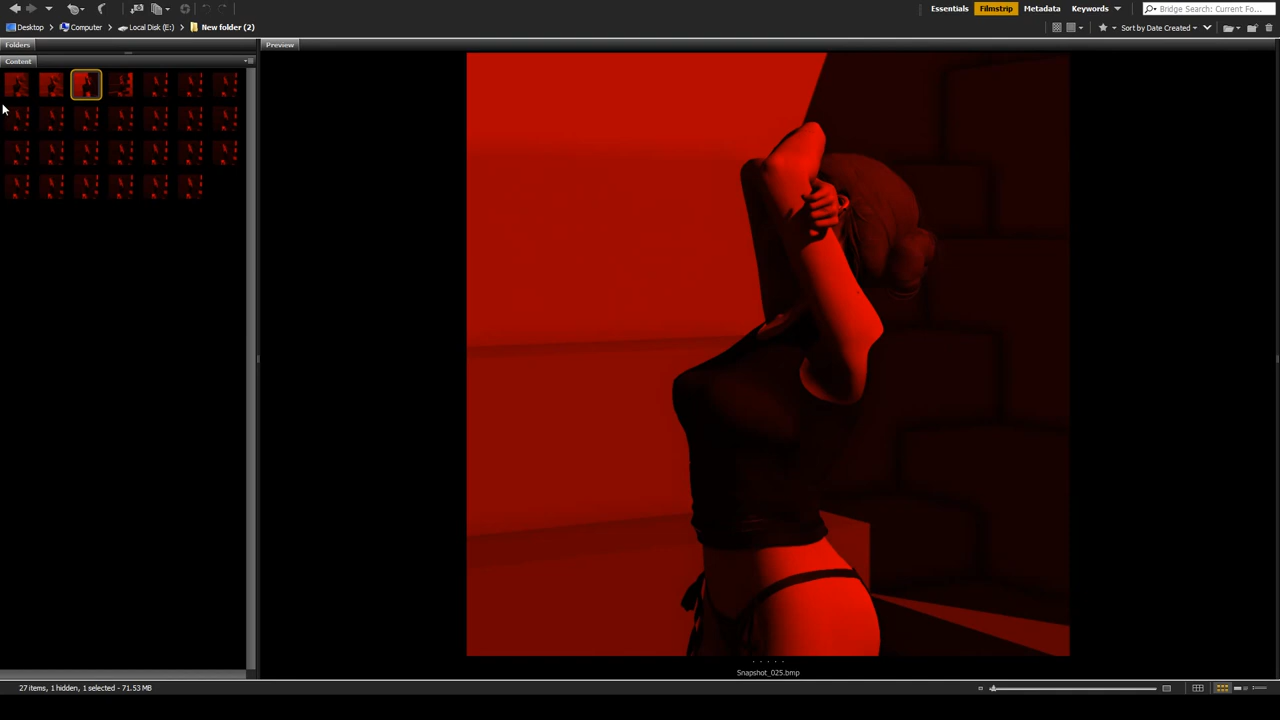 Essentials Filmstrip Metadata Keywords Bridge Search: Current Fo...
Desktop Computer Local Disk (E:) New folder (2) Sort by Date Created
Folders
Preview
Content
Snapshot_025.bmp
27 items, 1 hidden, 1 selected - 71.53 MB